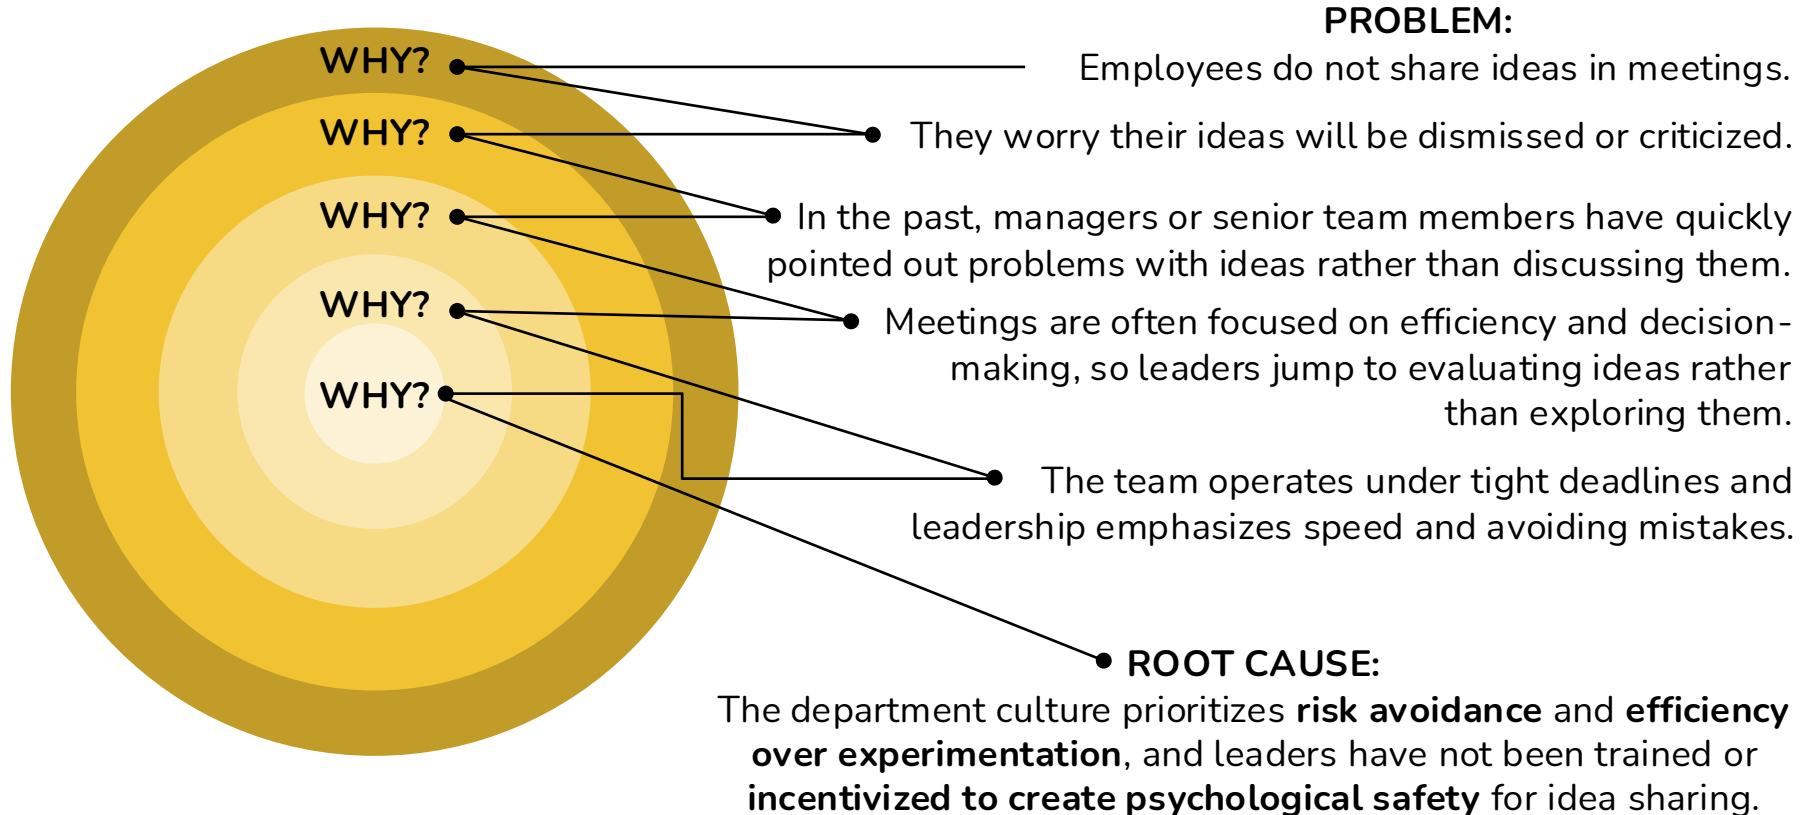 PROBLEM:
WHY?
Employees do not share ideas in meetings.
WHY?
They worry their ideas will be dismissed or criticized.
WHY?
In the past, managers or senior team members have quickly
pointed out problems with ideas rather than discussing them.
WHY?
Meetings are often focused on efficiency and decision-
making, so leaders jump to evaluating ideas rather
than exploring them.
WHY?
The team operates under tight deadlines and
leadership emphasizes speed and avoiding mistakes.
ROOT CAUSE:
The department culture prioritizes risk avoidance and efficiency
over experimentation, and leaders have not been trained or
incentivized to create psychological safety for idea sharing.